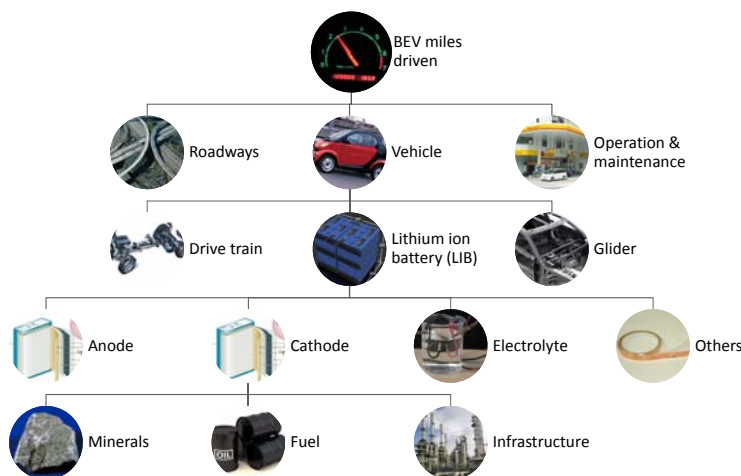 BEV miles
driven
Roadways
Vehicle
Operation &
maintenance
Drive train
Lithium ion
battery (LIB)
Glider
Anode
Cathode
Electrolyte
Others
Minerals
Fuel
Infrastructure
OIL